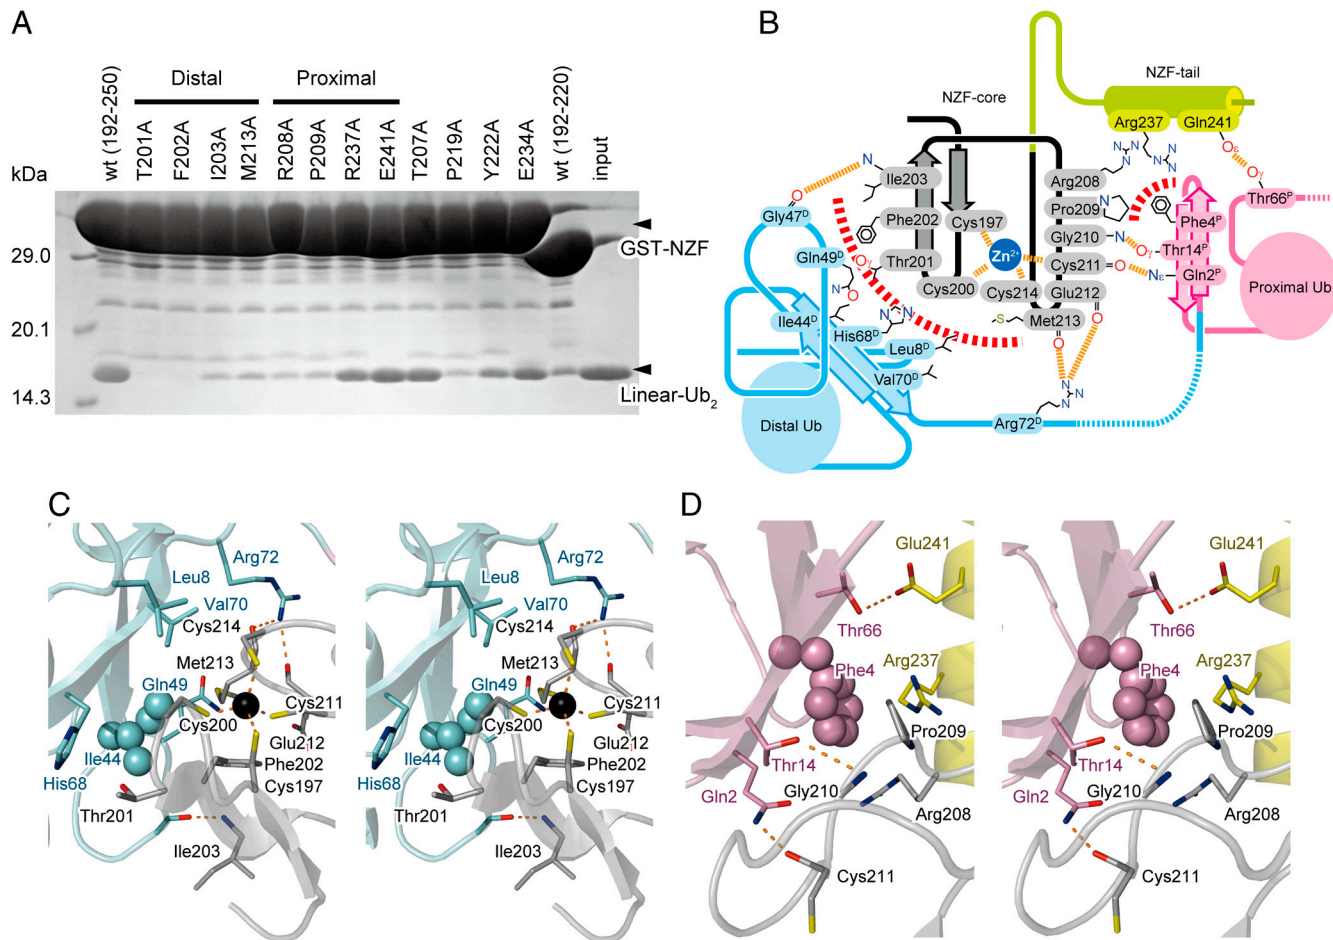 A
Distal
Proximal
kDa
wt (192-250)
T201A
F202A
I203A
M213A
R208A
P209A
R237A
E241A
T207A
P219A
Y222A
E234A
wt (192-220)
input
29.0
20.1
14.3
GST-NZF
Linear-Ub2
B
NZF-tail
NZF-core
Arg237
Gln241
Oε
Oγ
N
Ile203
Arg208
Thr66P
O
Pro209
N
Gly47D
Phe202
Cys197
Phe4P
Gly210
N
Oγ
Thr14P
Gln49D
Oγ
Thr201
Zn2+
Cys211
O
Nε
Gln2P
Proximal Ub
N
O
Cys200
Cys214
Glu212
Ile44D
His68D
N
N
S
Met213
O
O
Leu8D
Val70D
N
N
N
Distal Ub
Arg72D
C
Arg72
Leu8
Val70
Cys214
Met213
Gln49
Cys211
Cys200
Glu212
Ile44
Phe202
His68
Cys197
Thr201
Ile203
Arg72
Leu8
Val70
Cys214
Met213
Gln49
Cys211
Cys200
Glu212
Ile44
Phe202
His68
Cys197
Thr201
Ile203
D
Glu241
Thr66
Arg237
Phe4
Pro209
Thr14
Gly210
Gln2
Arg208
Cys211
Glu241
Thr66
Arg237
Phe4
Pro209
Thr14
Gly210
Gln2
Arg208
Cys211